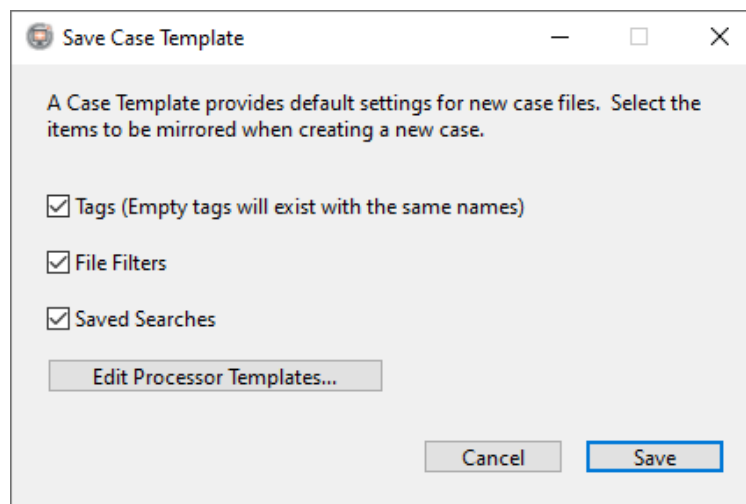 Save Case Template
A Case Template provides default settings for new case files.  Select the
items to be mirrored when creating a new case.
Tags (Empty tags will exist with the same names)
File Filters
Saved Searches
Edit Processor Templates...
Cancel
Save